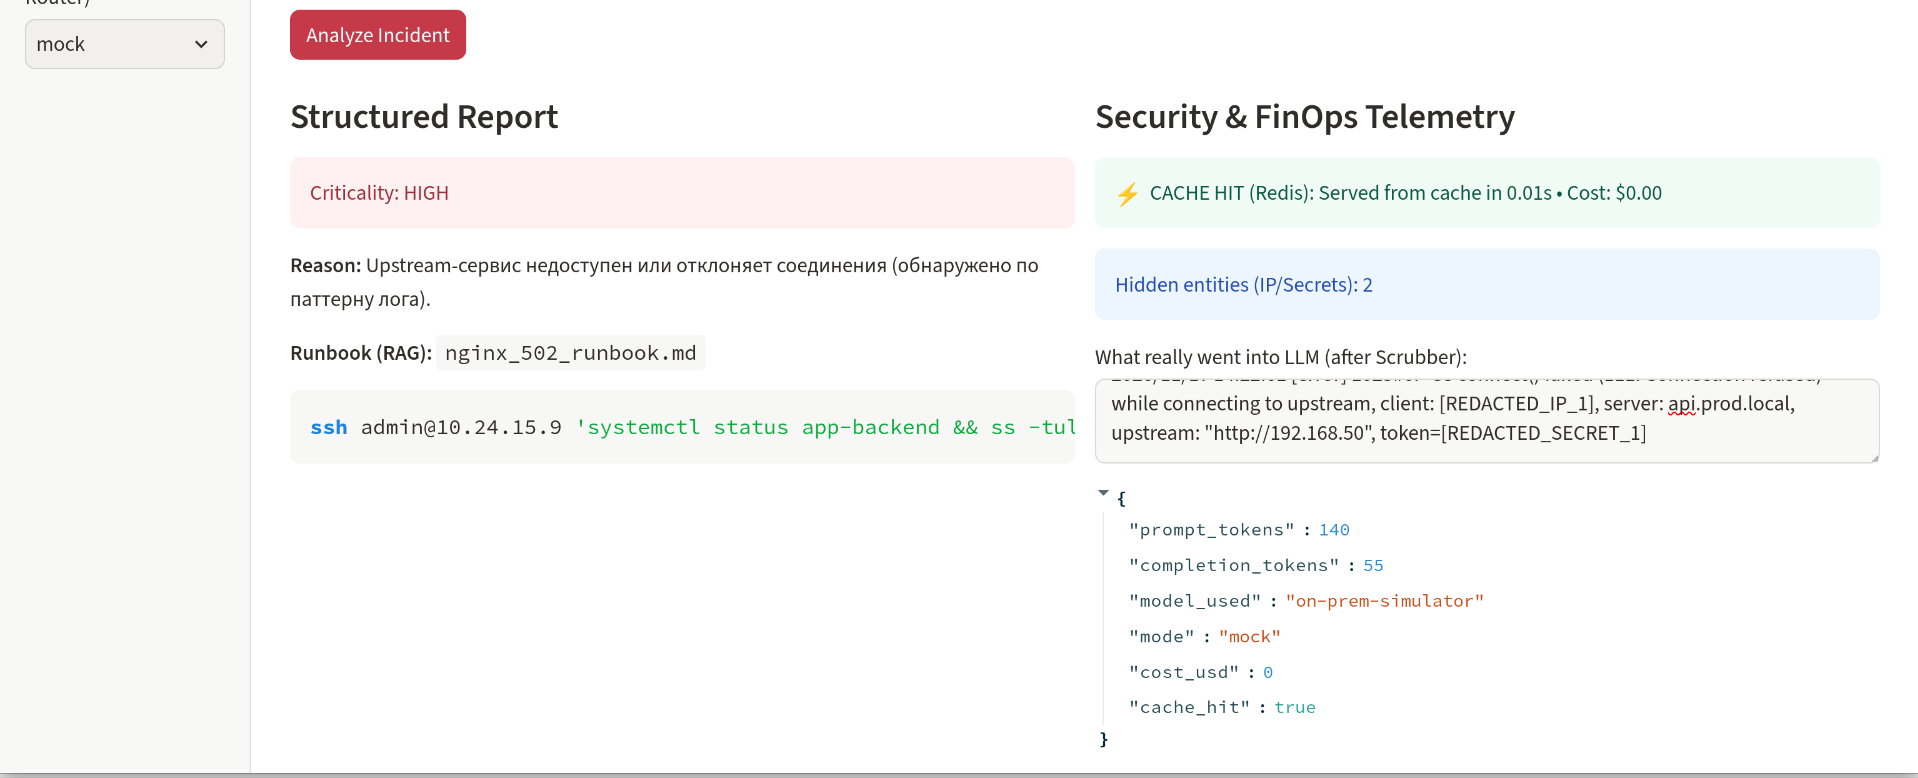 Router)
mock
Analyze Incident
Structured Report
Criticality: HIGH
Reason: Upstream-сервис недоступен или отклоняет соединения (обнаружено по
паттерну лога).
Runbook (RAG): nginx_502_runbook.md
ssh admin@10.24.15.9 'systemctl status app-backend && ss -tul
Security & FinOps Telemetry
⚡ CACHE HIT (Redis): Served from cache in 0.01s • Cost: $0.00
Hidden entities (IP/Secrets): 2
What really went into LLM (after Scrubber):
while connecting to upstream, client: [REDACTED_IP_1], server: api.prod.local,
upstream: "http://192.168.50", token=[REDACTED_SECRET_1]
{
"prompt_tokens" : 140
"completion_tokens" : 55
"model_used" : "on-prem-simulator"
"mode" : "mock"
"cost_usd" : 0
"cache_hit" : true
}